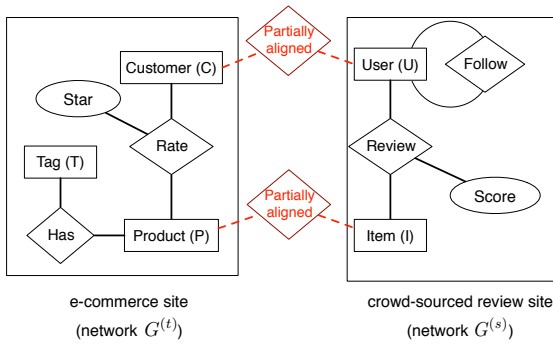 Partially
aligned
Customer (C)
User (U)
Follow
Star
Rate
Review
Tag (T)
Partially
aligned
Score
Has
Product (P)
Item (I)
e-commerce site
(network G^{(t)})
crowd-sourced review site
(network G^{(s)})